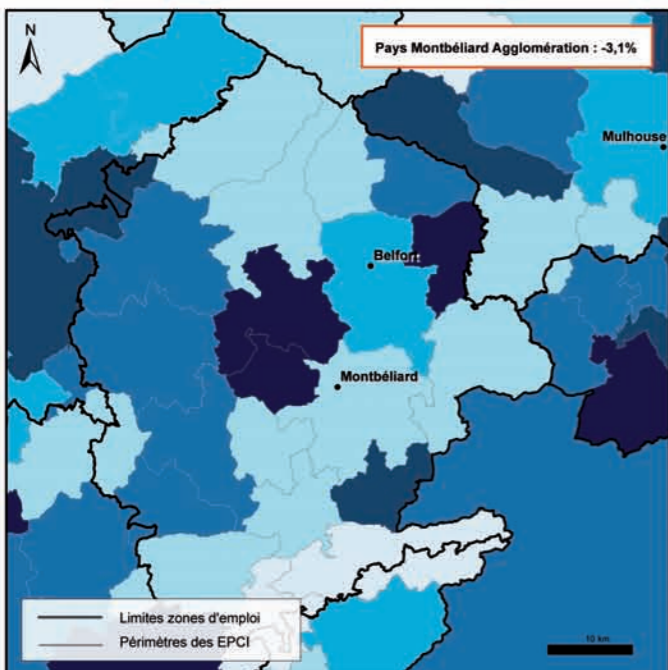 N
Pays Montbéliard Agglomération : -3,1%
Mulhouse
Belfort
Montbéliard
Limites zones d'emploi
Périmètres des EPCI
10 km